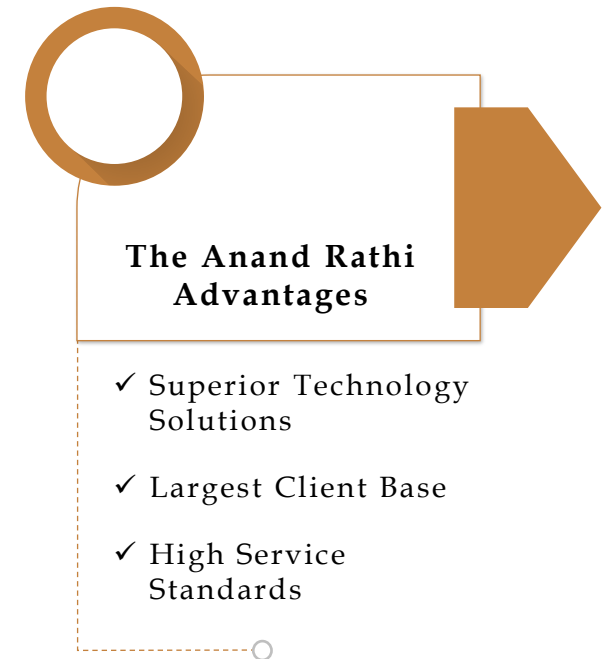 The Anand Rathi
Advantages
✓ Superior Technology
Solutions
✓ Largest Client Base
✓ High Service
Standards